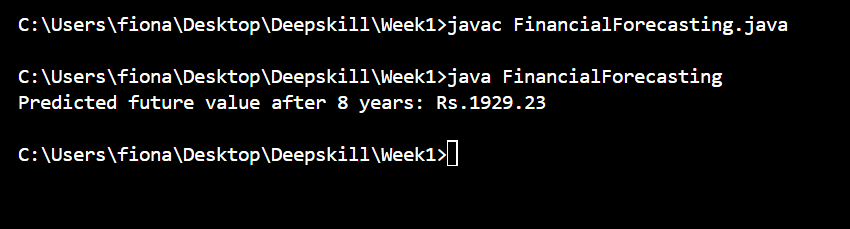 C:\Users\fiona\Desktop\Deepskill\Week1>javac FinancialForecasting.java
C:\Users\fiona\Desktop\Deepskill\Week1>java FinancialForecasting
Predicted future value after 8 years: Rs.1929.23
C:\Users\fiona\Desktop\Deepskill\Week1>